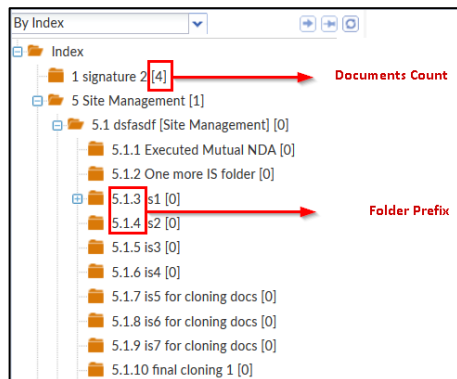 By Index
Index
1 signature 2 [4]
Documents Count
5 Site Management [1]
5.1 dsfasdf [Site Management] [0]
5.1.1 Executed Mutual NDA [0]
5.1.2 One more IS folder [0]
5.1.3 is1 [0]
Folder Prefix
5.1.4 is2 [0]
5.1.5 is3 [0]
5.1.6 is4 [0]
5.1.7 is5 for cloning docs [0]
5.1.8 is6 for cloning docs [0]
5.1.9 is7 for cloning docs [0]
5.1.10 final cloning 1 [0]